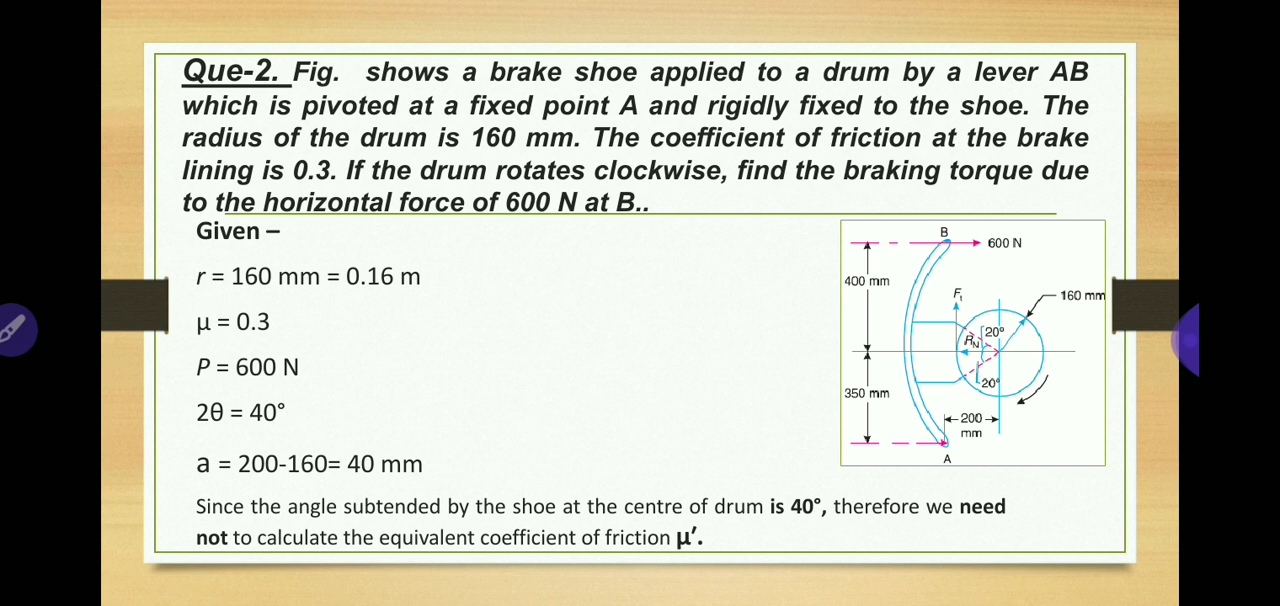 Que-2. Fig. shows a brake shoe applied to a drum by a lever AB
which is pivoted at a fixed point A and rigidly fixed to the shoe. The
radius of the drum is 160 mm. The coefficient of friction at the brake
lining is 0.3. If the drum rotates clockwise, find the braking torque due
to the horizontal force of 600 N at B..
Given –
r = 160 mm = 0.16 m
μ = 0.3
P = 600 N
2θ = 40°
a = 200-160= 40 mm
Since the angle subtended by the shoe at the centre of drum is 40°, therefore we need
not to calculate the equivalent coefficient of friction μ′.
B
600 N
400 mm
Ft
160 mm
20°
RN
20°
350 mm
200
mm
A